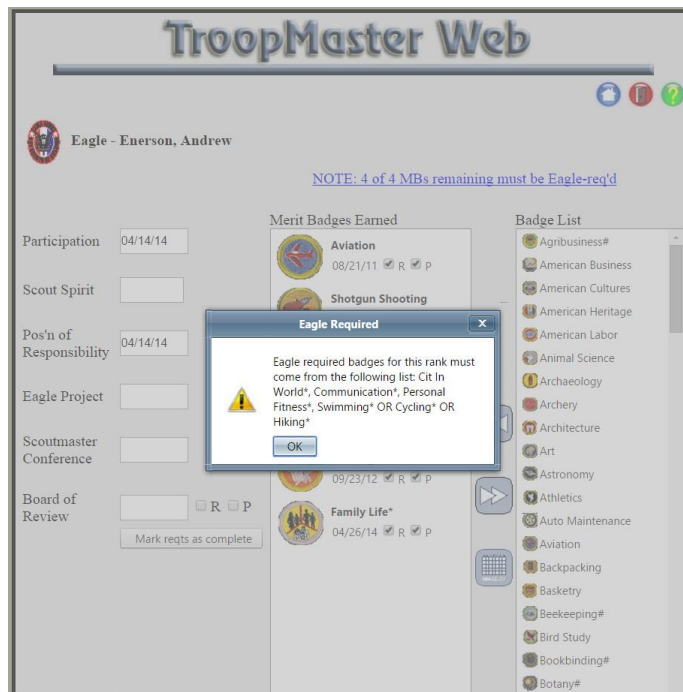 TroopMaster Web
Eagle - Enerson, Andrew
NOTE: 4 of 4 MBs remaining must be Eagle-req'd
Participation 04/14/14
Scout Spirit
Pos'n of
Responsibility 04/14/14
Eagle Project
Scoutmaster
Conference
Board of
Review R P
Mark reqts as complete
Merit Badges Earned
Aviation
08/21/11 R P
Shotgun Shooting
Eagle Required
X
Eagle required badges for this rank must
come from the following list: Cit In
World*, Communication*, Personal
Fitness*, Swimming* OR Cycling* OR
Hiking*
OK
09/23/12 R P
Family Life*
04/26/14 R P
Badge List
Agribusiness#
American Business
American Cultures
American Heritage
American Labor
Animal Science
Archaeology
Archery
Architecture
Art
Astronomy
Athletics
Auto Maintenance
Aviation
Backpacking
Basketry
Beekeeping#
Bird Study
Bookbinding#
Botany#